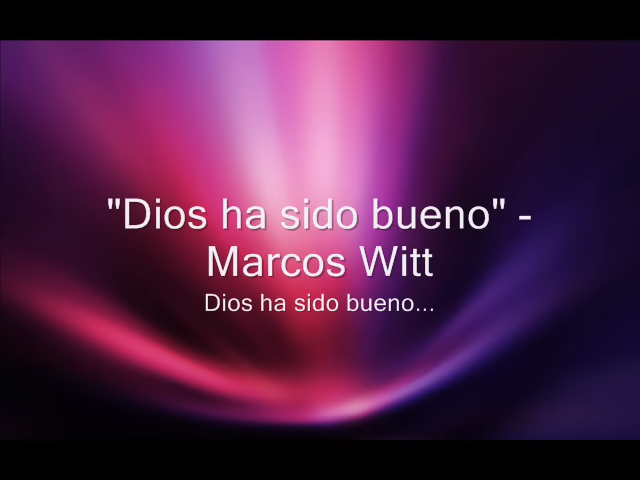 "Dios ha sido bueno" -
Marcos Witt
Dios ha sido bueno...